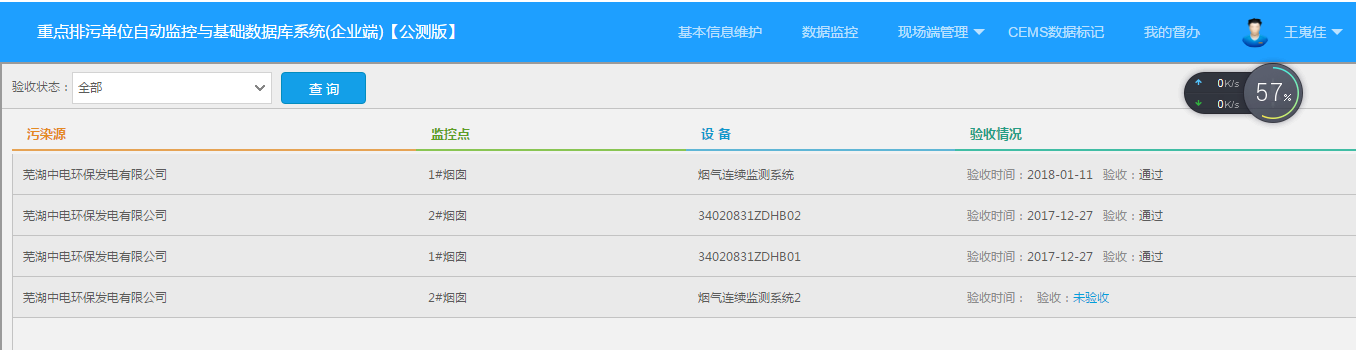 重点排污单位自动监控与基础数据库系统(企业端)【公测版】 基本信息维护 数据监控 现场端管理 CEMS数据标记 我的督办 王嵬佳
验收状态： 全部 查 询
0K/s
57%
0K/s
污染源 监控点 设 备 验收情况
芜湖中电环保发电有限公司 1#烟囱 烟气连续监测系统 验收时间：2018-01-11 验收：通过
芜湖中电环保发电有限公司 2#烟囱 34020831ZDHB02 验收时间：2017-12-27 验收：通过
芜湖中电环保发电有限公司 1#烟囱 34020831ZDHB01 验收时间：2017-12-27 验收：通过
芜湖中电环保发电有限公司 2#烟囱 烟气连续监测系统2 验收时间： 验收：未验收